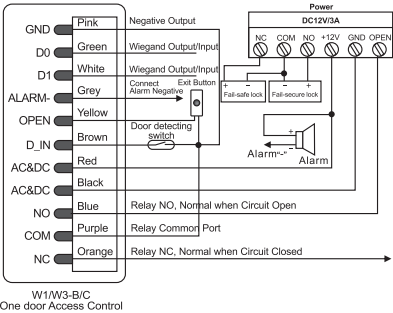 Power
DC12V/3A
NC COM NO +12V GND OPEN
GND Pink Negative Output
D0 Green Wiegand Output/Input
D1 White Wiegand Output/Input
ALARM- Grey Connect
Alarm Negative
Exit Button
OPEN Yellow
D_IN Brown Door detecting
switch
AC&DC Red
AC&DC Black
NO Blue Relay NO, Normal when Circuit Open
COM Purple Relay Common Port
NC Orange Relay NC, Normal when Circuit Closed
+ - - +
Fail-safe lock Fail-secure lock
+
-
Alarm"-" Alarm
W1/W3-B/C
One door Access Control